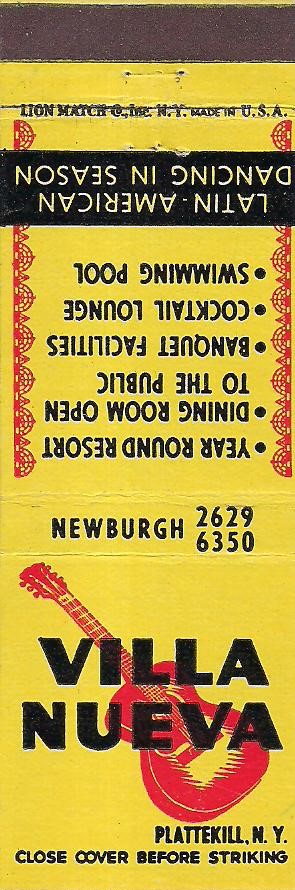 LION MATCH Co., Inc. N.Y. MADE IN U.S.A.
• YEAR ROUND RESORT
• DINING ROOM OPEN
TO THE PUBLIC
• BANQUET FACILITIES
• COCKTAIL LOUNGE
• SWIMMING POOL
LATIN-AMERICAN
DANCING IN SEASON
NEWBURGH 2629
6350
VILLA
NUEVA
PLATTEKILL, N. Y.
CLOSE COVER BEFORE STRIKING